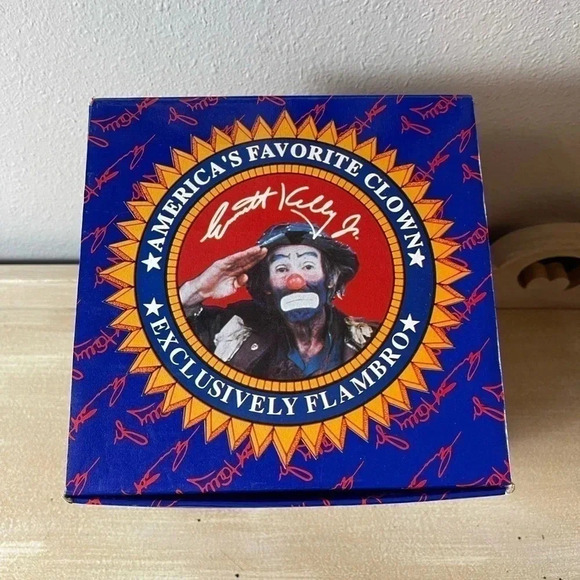 ★ AMERICA'S FAVORITE CLOWN ★
Emmett Kelly, Jr.
★ EXCLUSIVELY FLAMBRO ★